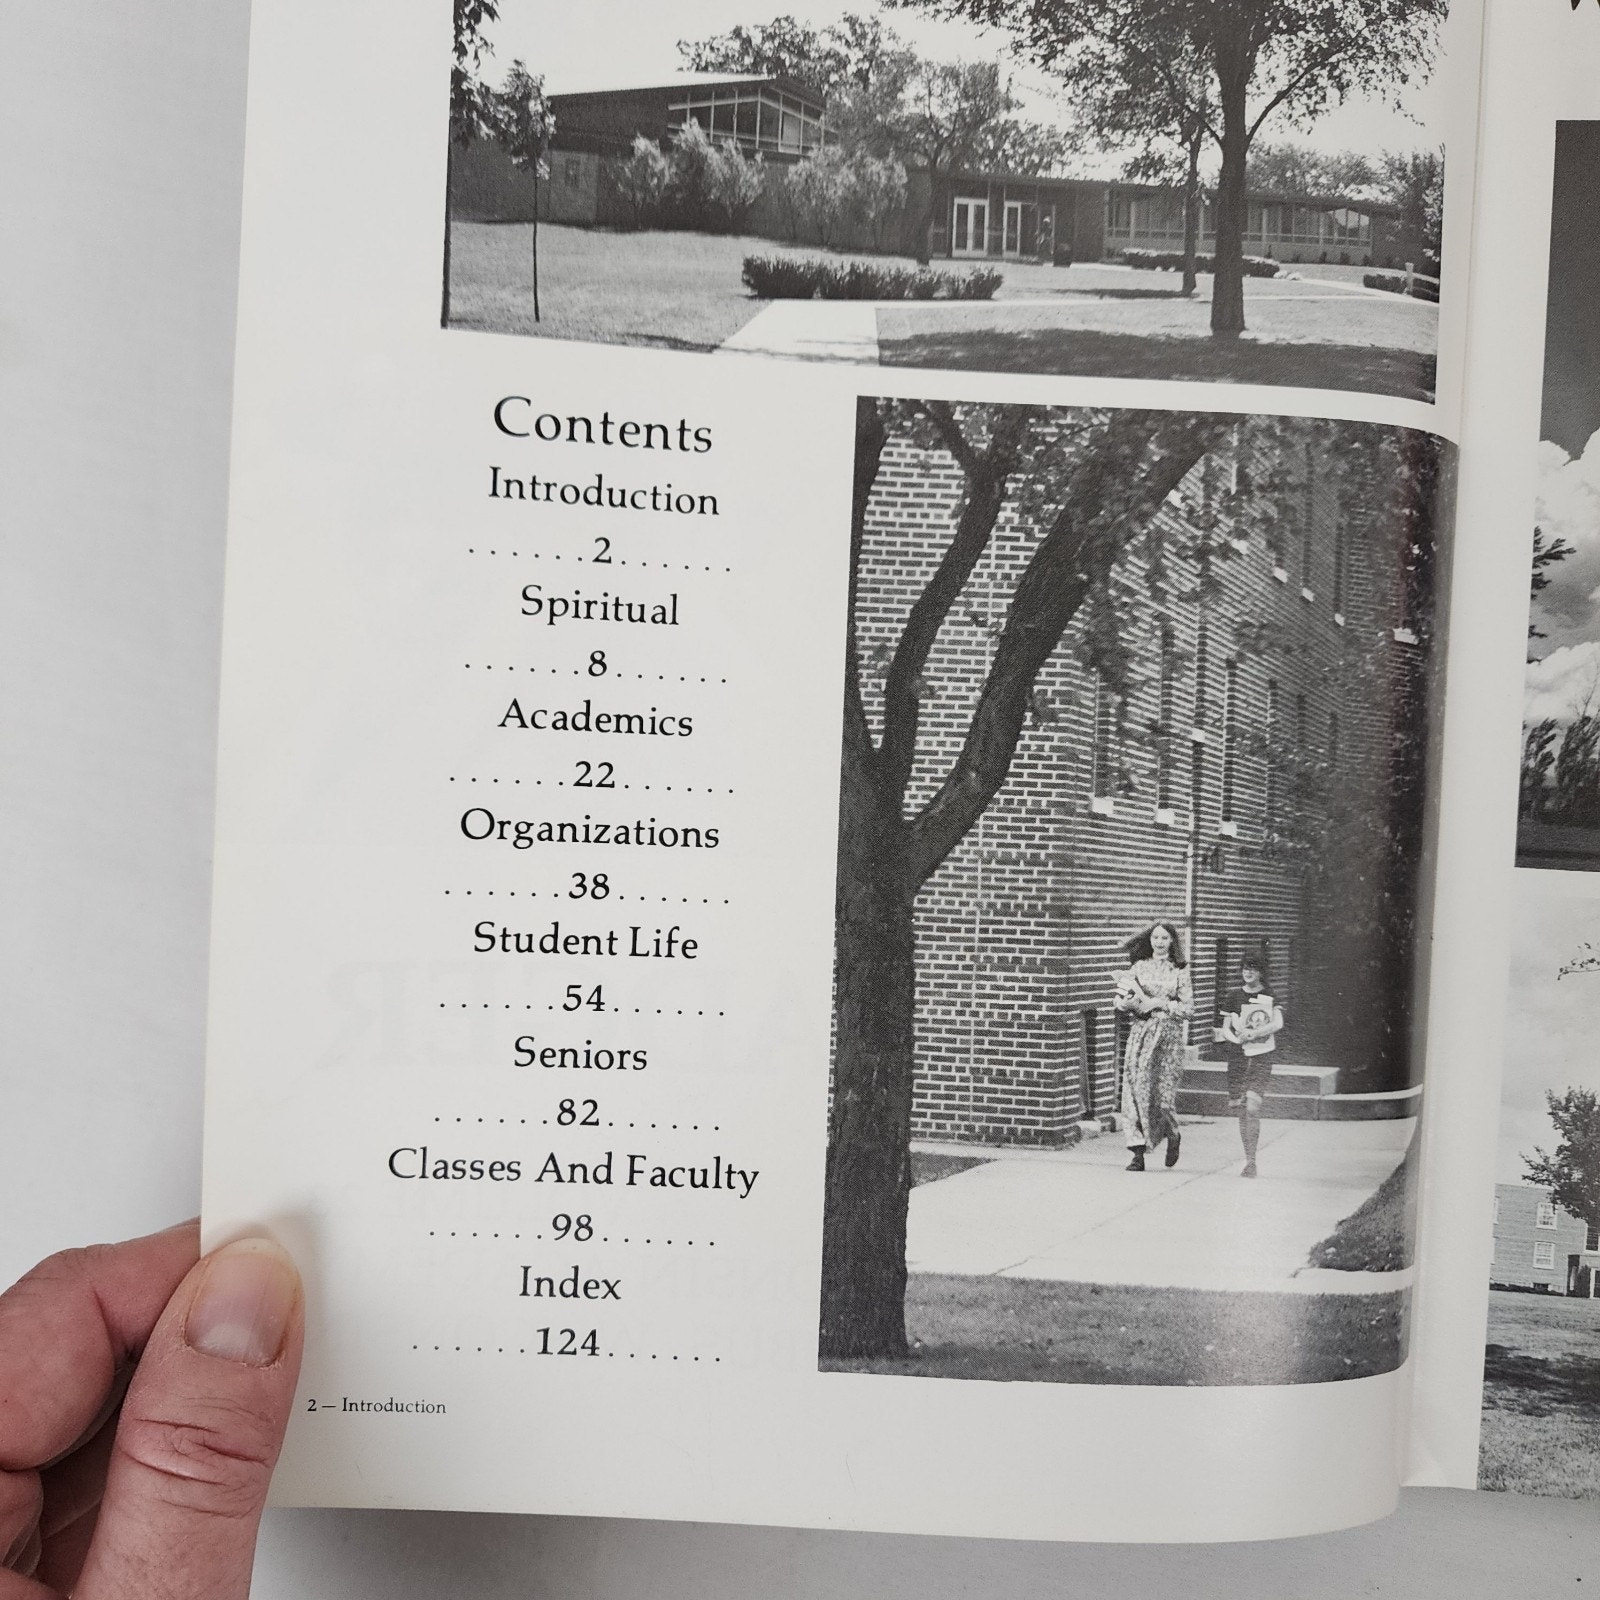 Contents
Introduction
......2......
Spiritual
......8......
Academics
......22......
Organizations
......38......
Student Life
......54......
Seniors
......82......
Classes And Faculty
......98......
Index
......124......
2 — Introduction